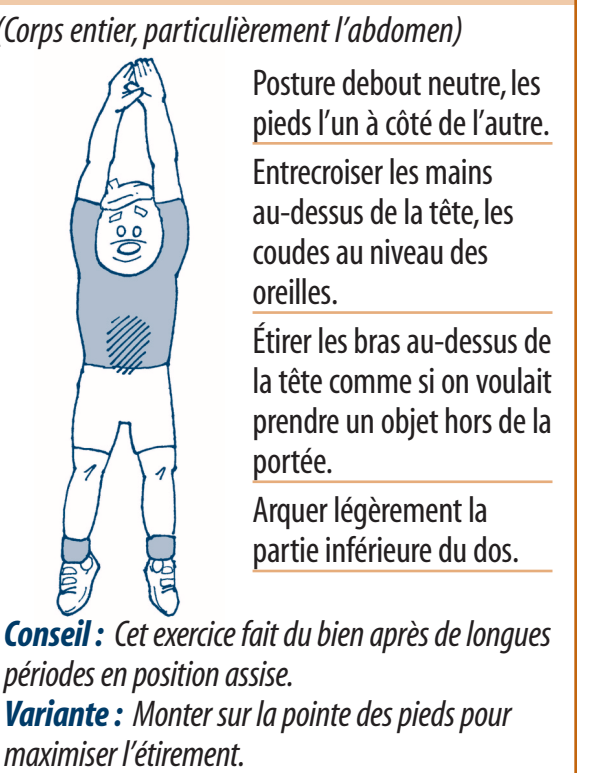 (Corps entier, particulièrement l'abdomen)
Posture debout neutre, les
pieds l'un à côté de l'autre.
Entrecroiser les mains
au-dessus de la tête, les
coudes au niveau des
oreilles.
Étirer les bras au-dessus de
la tête comme si on voulait
prendre un objet hors de la
portée.
Arquer légèrement la
partie inférieure du dos.
Conseil : Cet exercice fait du bien après de longues
périodes en position assise.
Variante : Monter sur la pointe des pieds pour
maximiser l'étirement.